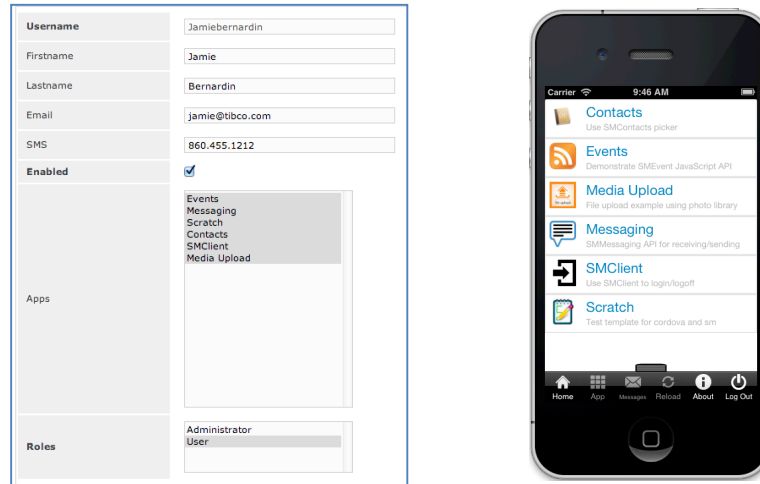 Username Jamiebernardin
Firstname Jamie
Lastname Bernardin
Email jamie@tibco.com
SMS 860.455.1212
Enabled
Apps
Events
Messaging
Scratch
Contacts
SMClient
Media Upload
Roles
Administrator
User
Carrier 9:46 AM
Contacts
Use SMContacts picker
Events
Demonstrate SMEvent JavaScript API
File upload
Media Upload
File upload example using photo library
Messaging
SMMessaging API for receiving/sending
SMClient
Use SMClient to login/logoff
Scratch
Test template for cordova and sm
Home App Messages Reload About Log Out